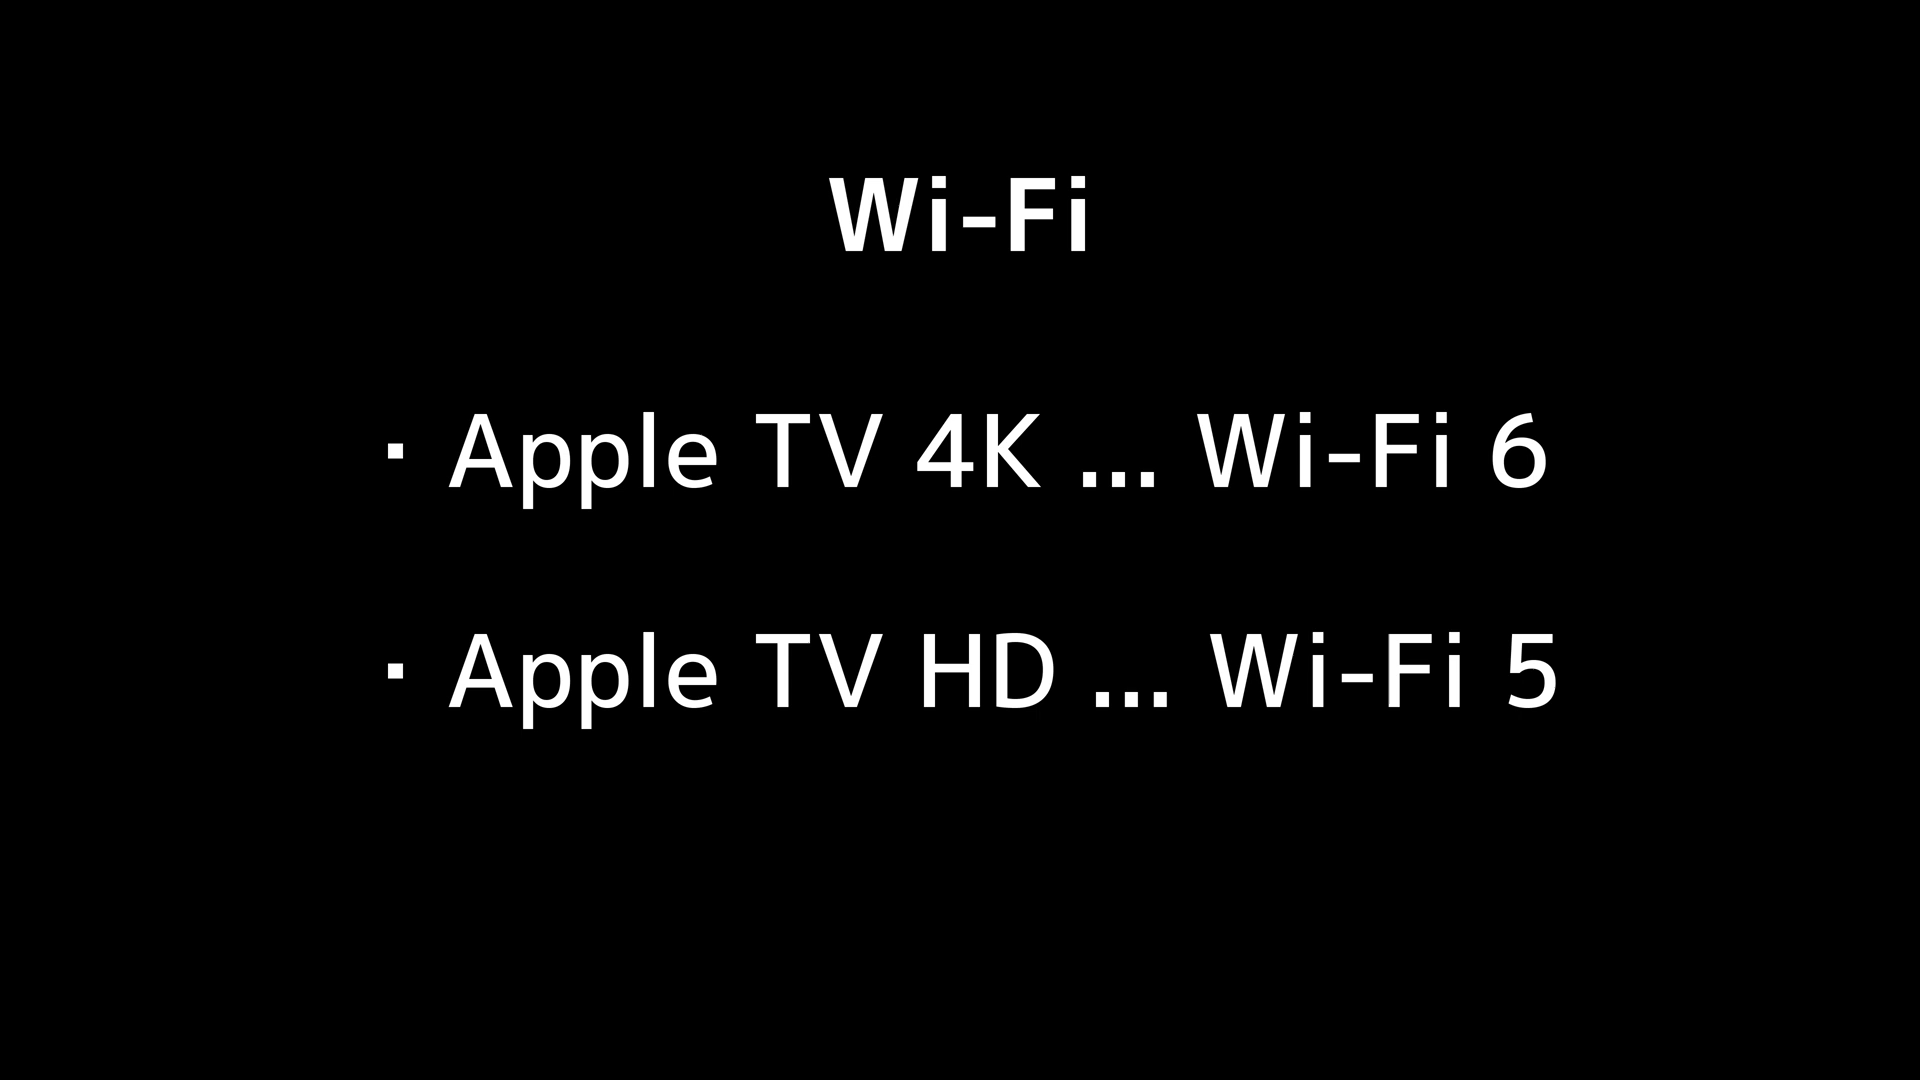 Wi-Fi
· Apple TV 4K ... Wi-Fi 6
· Apple TV HD ... Wi-Fi 5